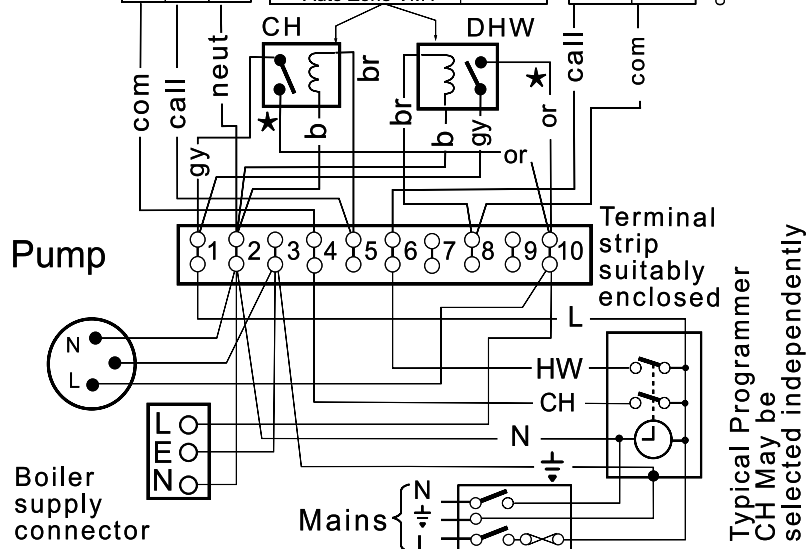 CH
DHW
com
call
neut
br
br
call
com
gy
b
b
gy
or
or
Pump
1 2 3 4 5 6 7 8 9 10
Terminal
strip
suitably
enclosed
L
N
L
HW
CH
N
L
E
N
Boiler
supply
connector
Mains
N
L
Typical Programmer
CH May be
selected independently